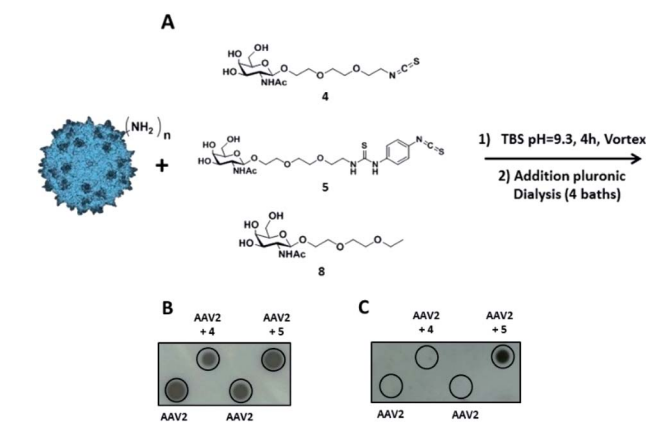 A
HO OH
HO O O O O N=C=S
NHAc
4
(NH2)n
1) TBS pH=9.3, 4h, Vortex
2) Addition pluronic
Dialysis (4 baths)
+
HO OH
HO O O O O N H S N H N=C=S
NHAc
5
HO OH
HO O O O O
NHAc
8
B
C
AAV2 + 4
AAV2 + 5
AAV2 + 4
AAV2 + 5
AAV2
AAV2
AAV2
AAV2